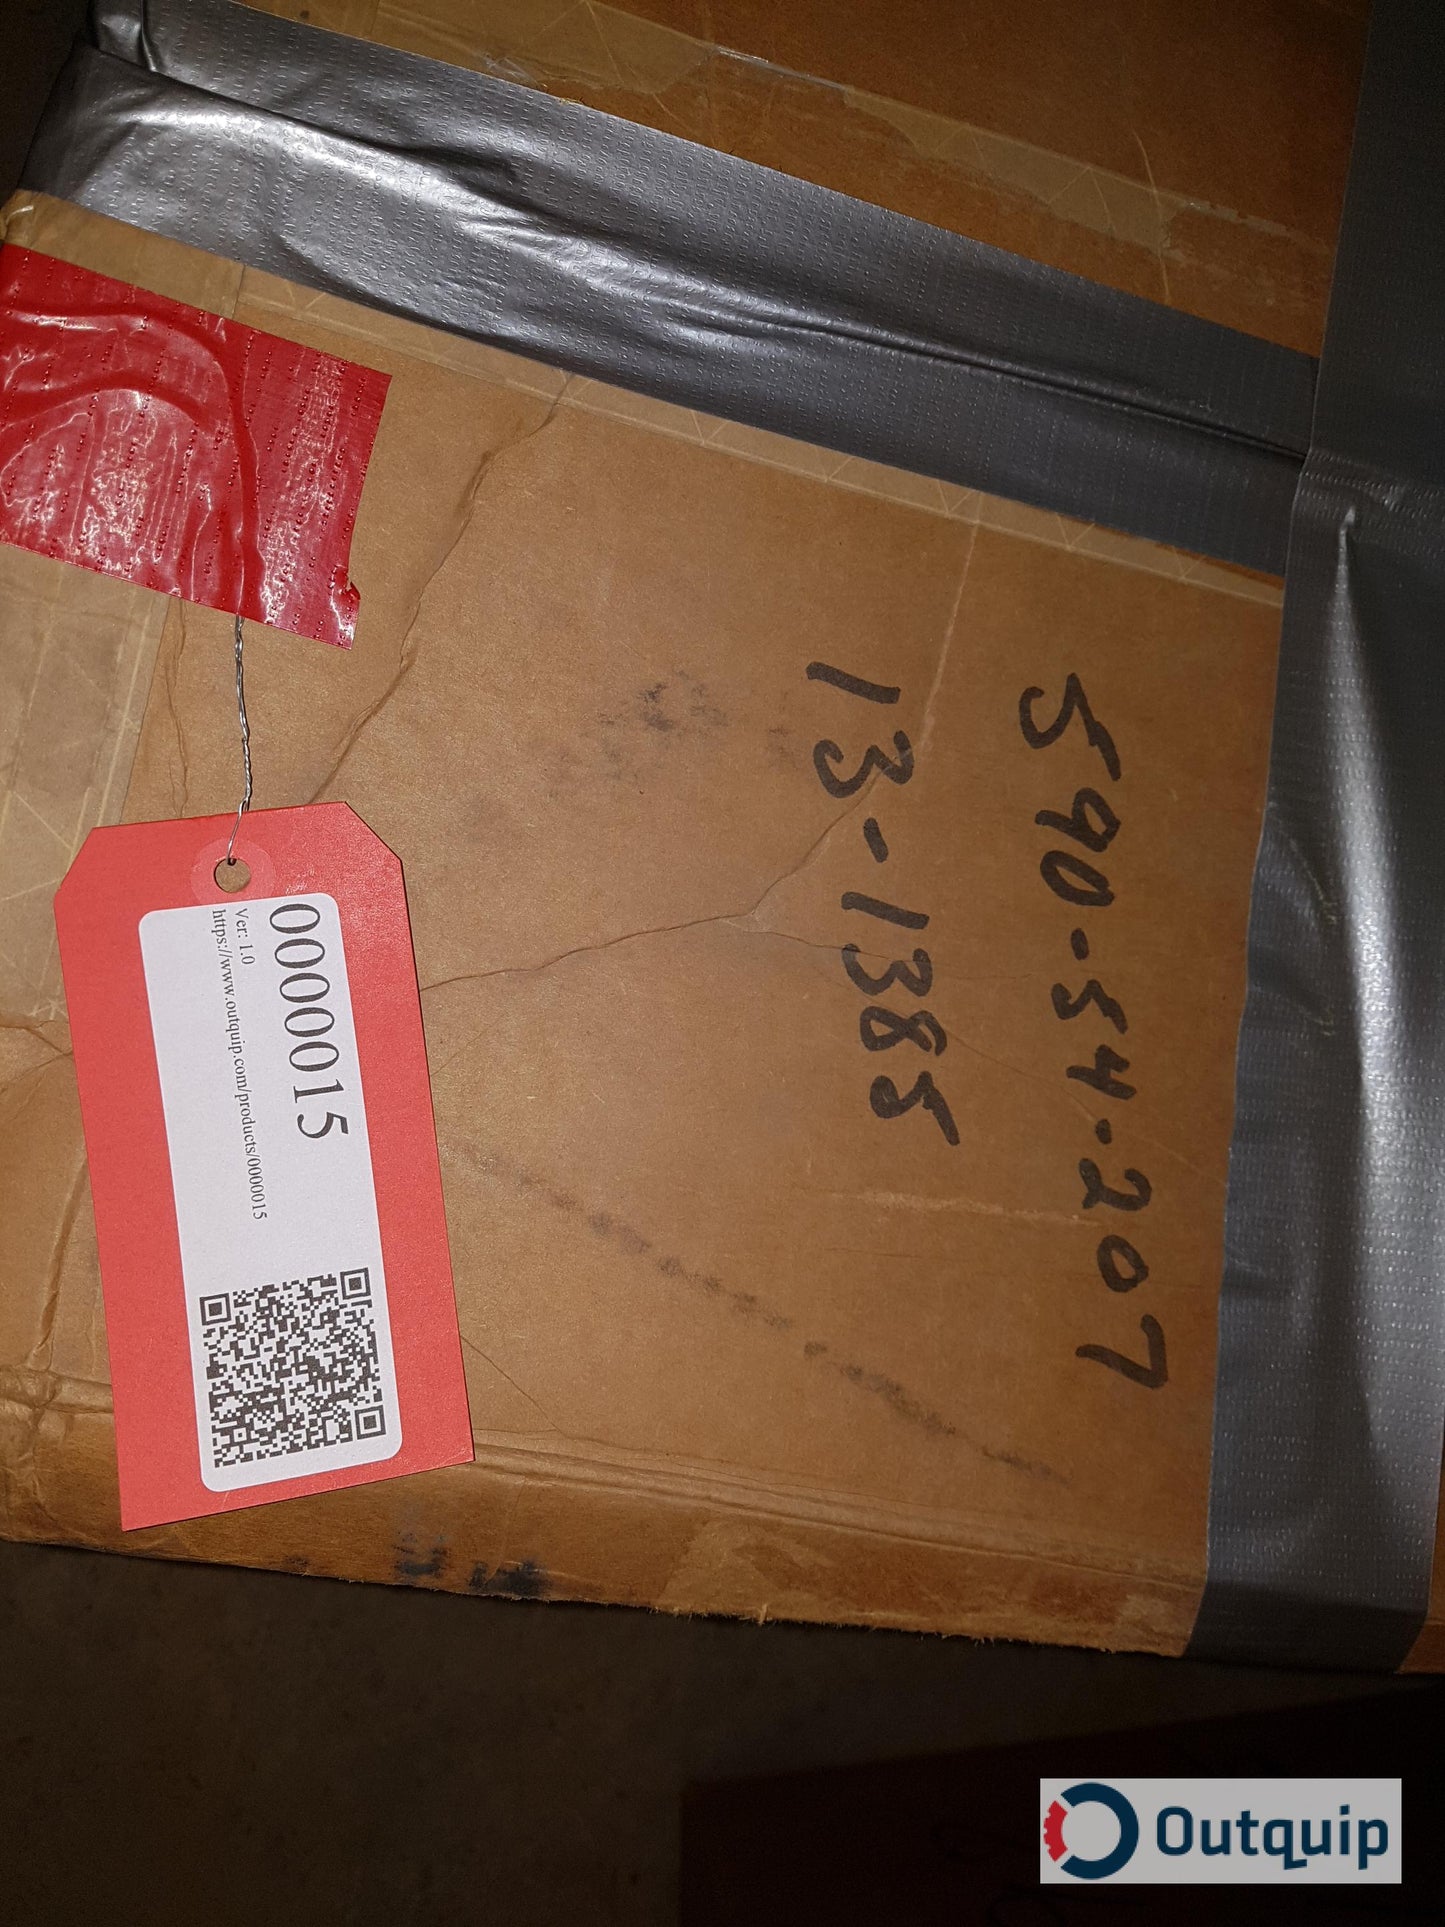 590-54-207
13-1385
0000015
Ver: 1.0
https://www.outquip.com/products/0000015
Outquip